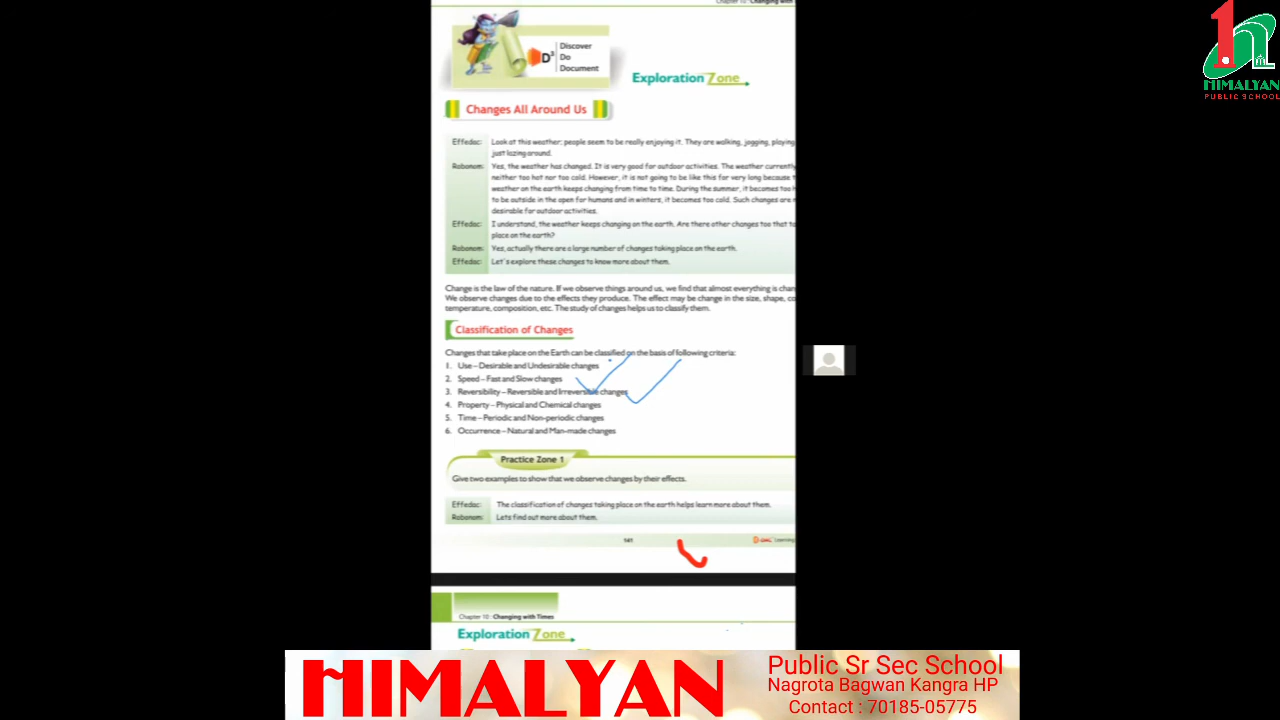 Chapter 10 : Changing with
D³
Discover
Do
Document
Exploration Zone
Changes All Around Us
Effedac: Look at this weather; people seem to be really enjoying it. They are walking, jogging, playing
just lazing around.
Robonom: Yes, the weather has changed. It is very good for outdoor activities. The weather currently
neither too hot nor too cold. However, it is not going to be like this for very long because t
weather on the earth keeps changing from time to time. During the summer, it becomes too h
to be outside in the open for humans and in winters, it becomes too cold. Such changes are n
desirable for outdoor activities.
Effedac: I understand, the weather keeps changing on the earth. Are there other changes too that ta
place on the earth?
Robonom: Yes, actually there are a large number of changes taking place on the earth.
Effedac: Let's explore these changes to know more about them.
Change is the law of the nature. If we observe things around us, we find that almost everything is chan
We observe changes due to the effects they produce. The effect may be change in the size, shape, co
temperature, composition, etc. The study of changes helps us to classify them.
Classification of Changes
Changes that take place on the Earth can be classified on the basis of following criteria:
1. Use – Desirable and Undesirable changes
2. Speed – Fast and Slow changes
3. Reversibility – Reversible and Irreversible changes
4. Property – Physical and Chemical changes
5. Time – Periodic and Non-periodic changes
6. Occurrence – Natural and Man-made changes
Practice Zone 1
Give two examples to show that we observe changes by their effects.
Effedac: The classification of changes taking place on the earth helps learn more about them.
Robonom: Lets find out more about them.
141
Learning
Chapter 10 : Changing with Times
Exploration Zone
HIMALYAN
PUBLIC SCHOOL
HIMALYAN
Public Sr Sec School
Nagrota Bagwan Kangra HP
Contact : 70185-05775